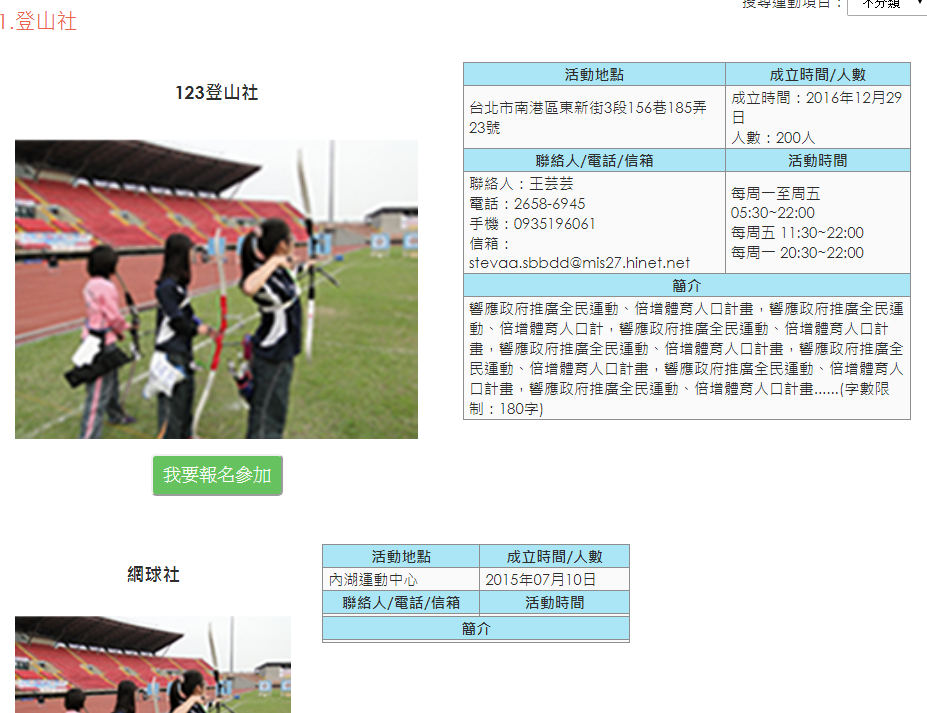 搜尋運動項目：
不分類
1.登山社
123登山社
活動地點
成立時間/人數
台北市南港區東新街3段156巷185弄
23號
成立時間：2016年12月29
日
人數：200人
聯絡人/電話/信箱
活動時間
聯絡人：王芸芸
電話：2658-6945
手機：0935196061
信箱：
stevaa.sbbdd@mis27.hinet.net
每周一至周五
05:30~22:00
每周五 11:30~22:00
每周一 20:30~22:00
簡介
響應政府推廣全民運動、倍增體育人口計畫，響應政府推廣全民運
動、倍增體育人口計，響應政府推廣全民運動、倍增體育人口計
畫，響應政府推廣全民運動、倍增體育人口計畫，響應政府推廣全
民運動、倍增體育人口計畫，響應政府推廣全民運動、倍增體育人
口計畫，響應政府推廣全民運動、倍增體育人口計畫......(字數限
制：180字)
我要報名參加
網球社
活動地點
成立時間/人數
內湖運動中心
2015年07月10日
聯絡人/電話/信箱
活動時間
簡介